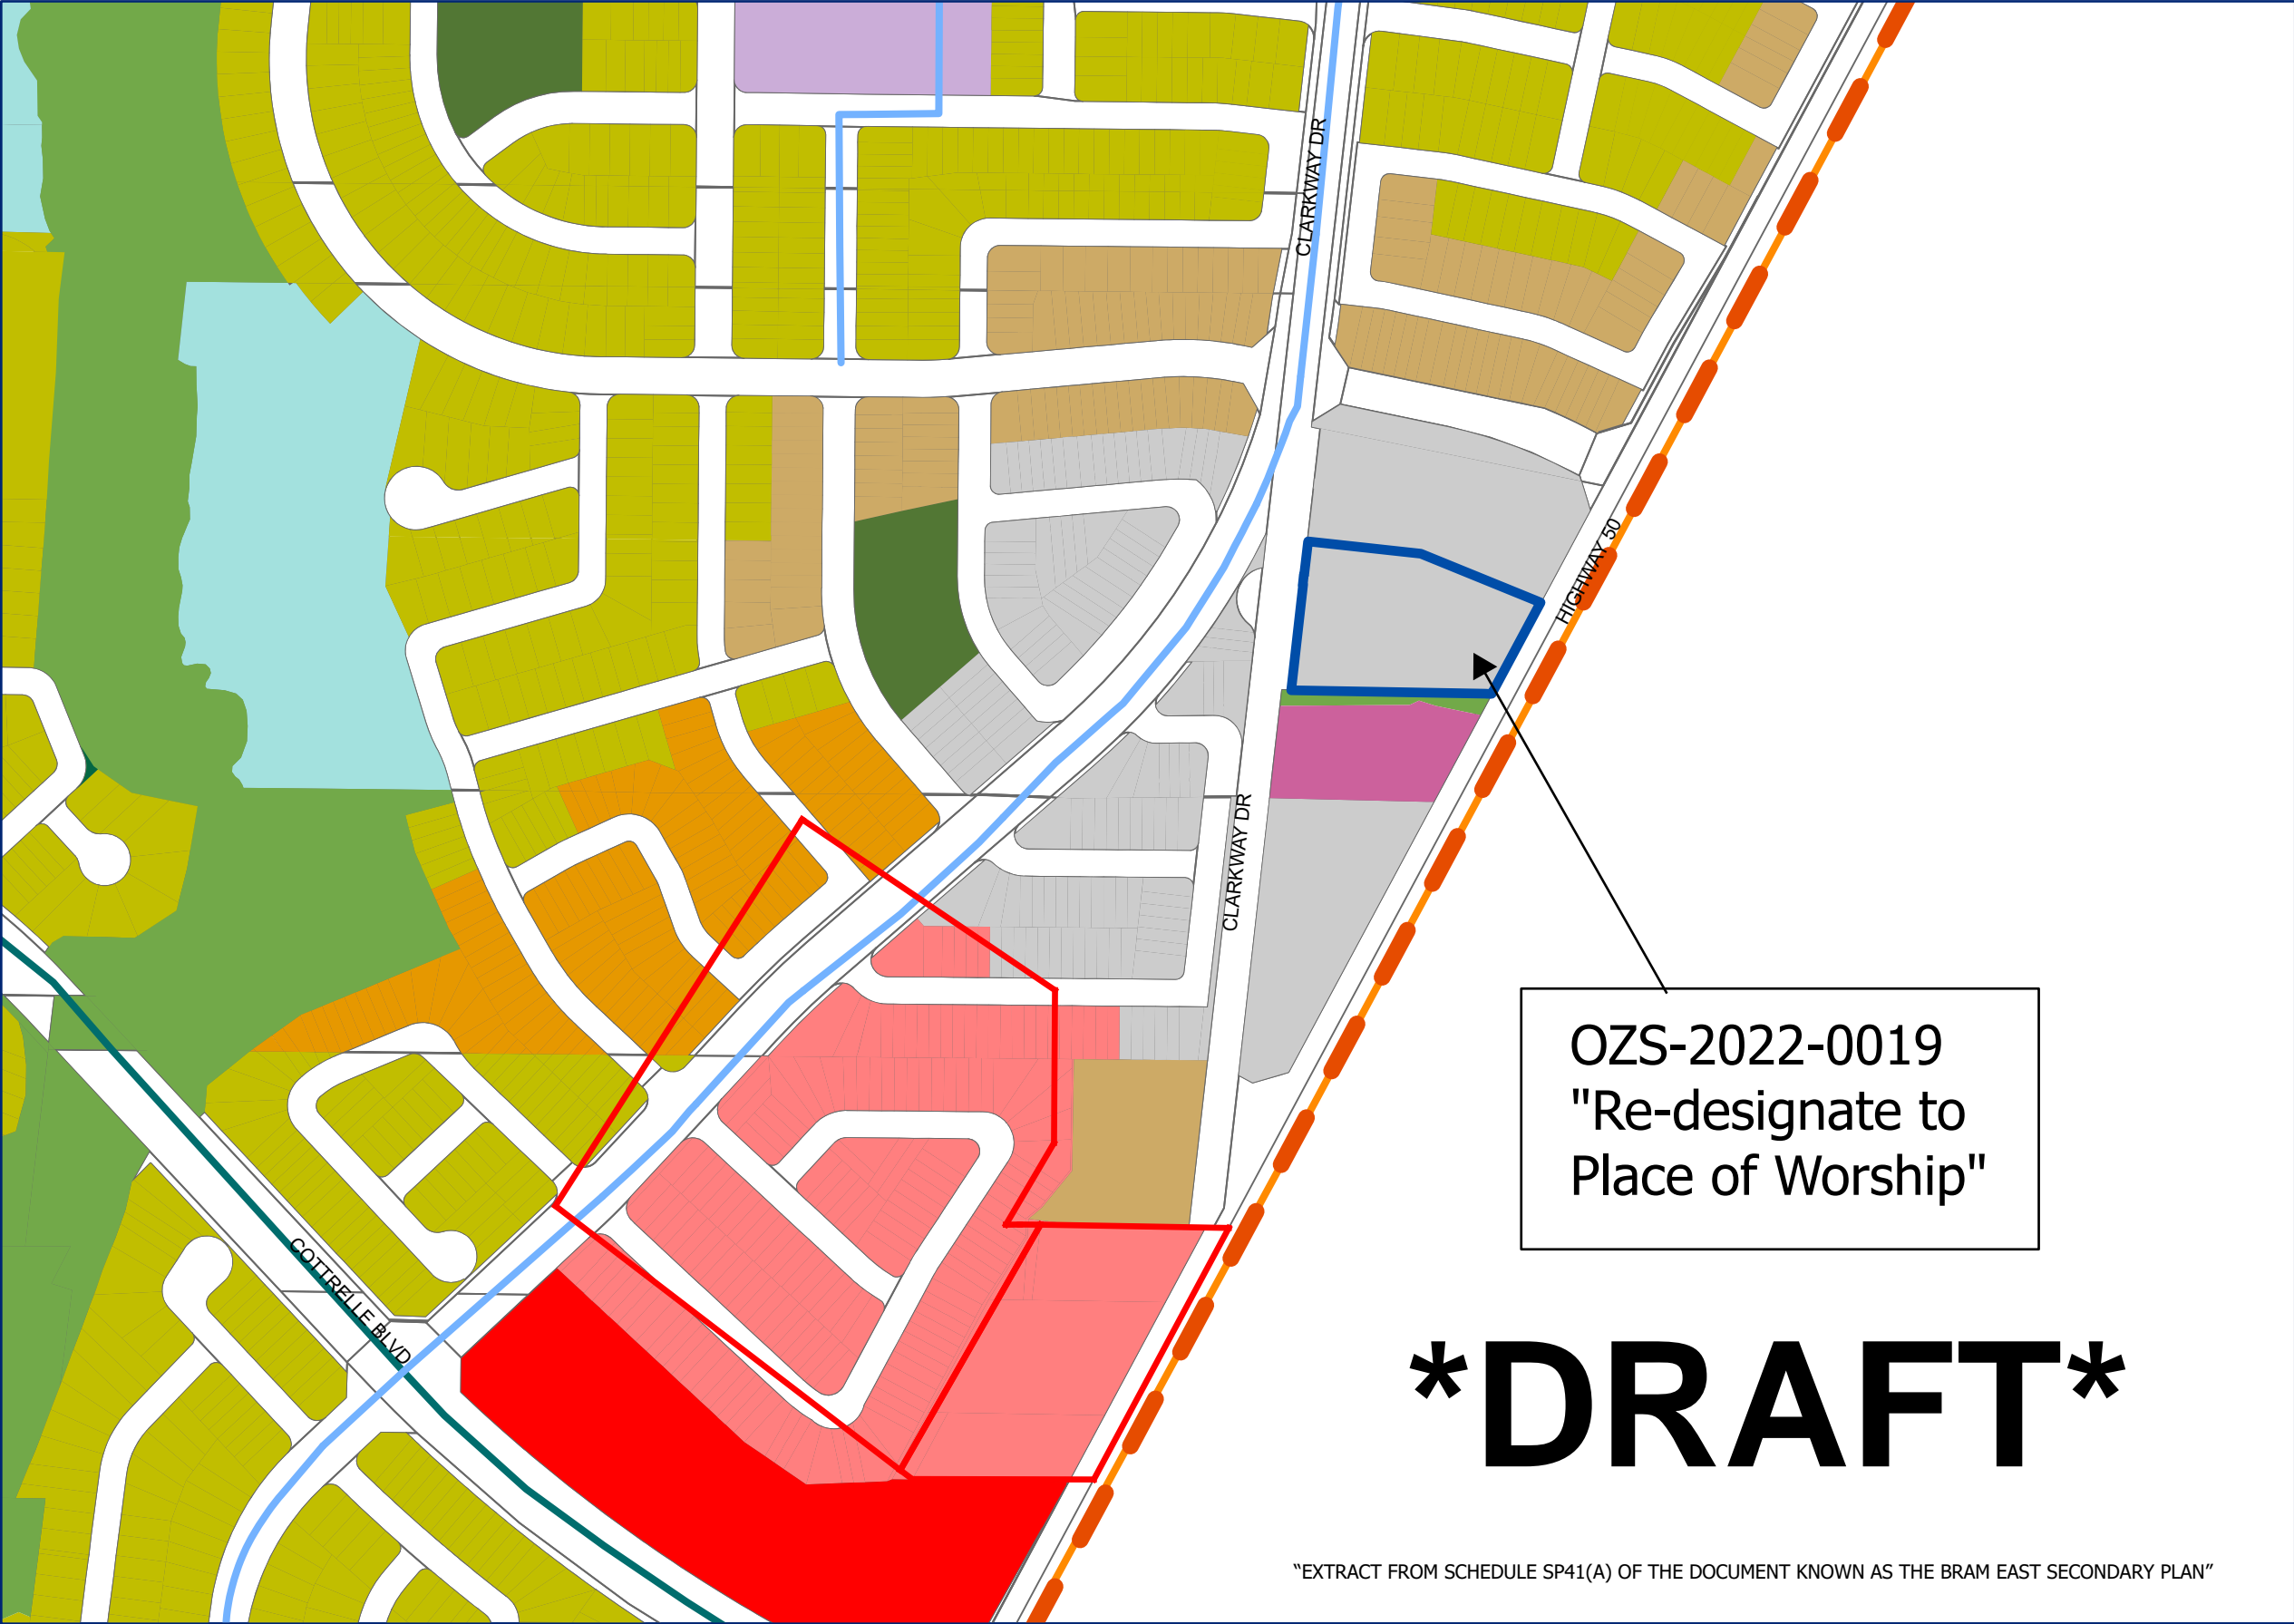 CLARKWAY DR
HIGHWAY 50
CLARKWAY DR
OZS-2022-0019
"Re-designate to
Place of Worship"
COTTRELLE BLVD
*DRAFT*
“EXTRACT FROM SCHEDULE SP41(A) OF THE DOCUMENT KNOWN AS THE BRAM EAST SECONDARY PLAN”